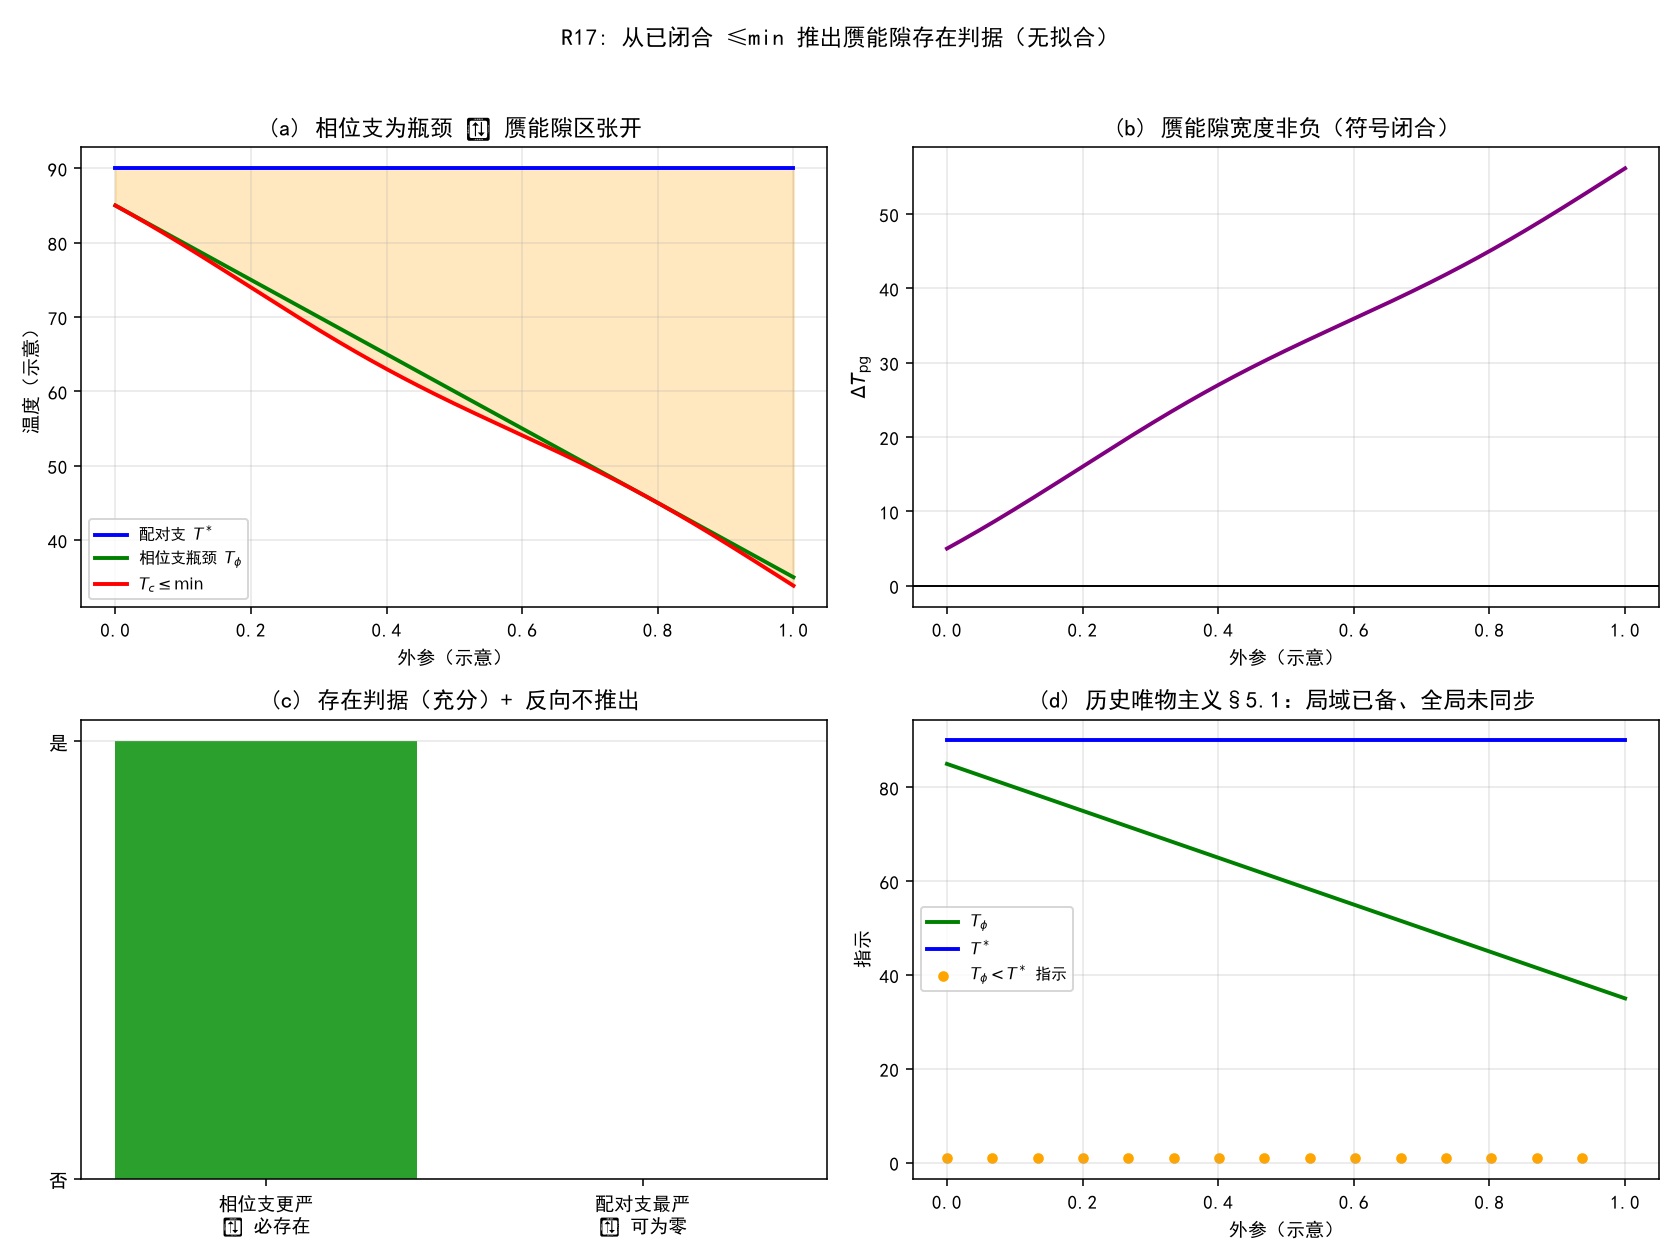 R17: 从已闭合 ≤min 推出赝能隙存在判据（无拟合）
(a) 相位支为瓶颈 赝能隙区张开
90
80
70
60
50
40
温度（示意）
配对支 T*
相位支瓶颈 Tϕ
Tc ≤ min
0.0 0.2 0.4 0.6 0.8 1.0
外参（示意）
(b) 赝能隙宽度非负（符号闭合）
50
40
30
20
10
0
ΔTpg
0.0 0.2 0.4 0.6 0.8 1.0
外参（示意）
(c) 存在判据（充分）+ 反向不推出
是
否
相位支更严
必存在
配对支最严
可为零
(d) 历史唯物主义§5.1：局域已备、全局未同步
80
60
40
20
0
指示
Tϕ
T*
Tϕ < T* 指示
0.0 0.2 0.4 0.6 0.8 1.0
外参（示意）